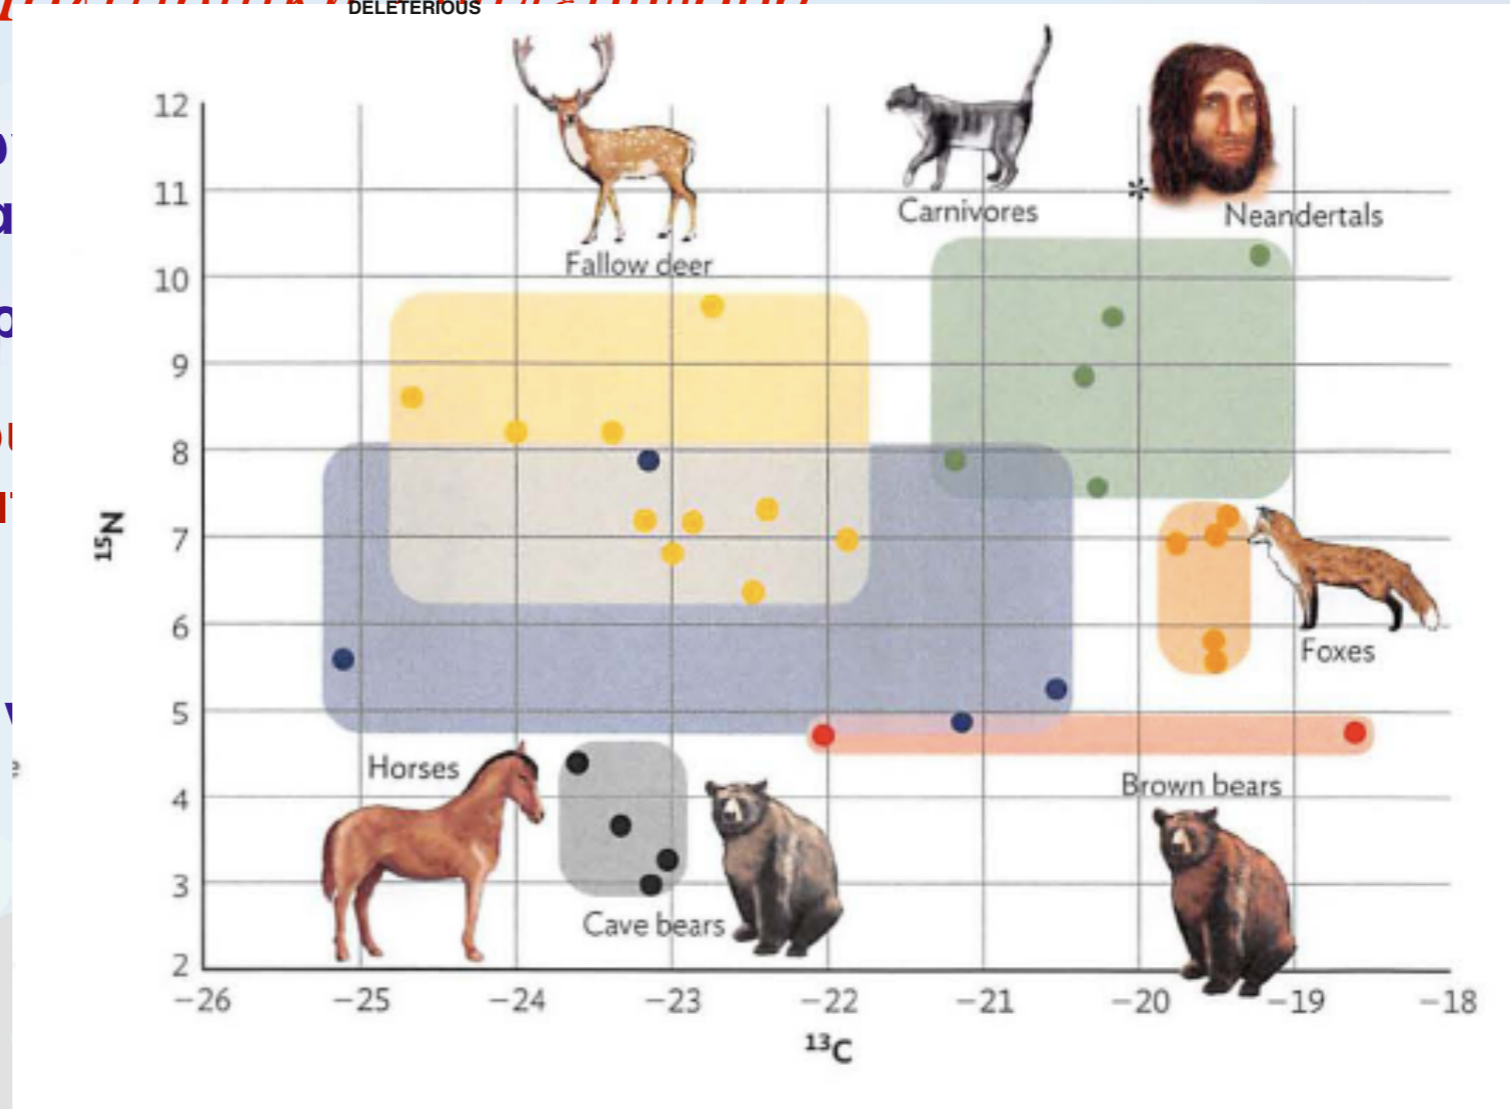 DELETERIOUS
12
11
10
9
8
7
6
5
4
3
2
15N
Fallow deer
Carnivores
Neandertals
*
Foxes
Horses
Brown bears
Cave bears
−26 −25 −24 −23 −22 −21 −20 −19 −18
13C